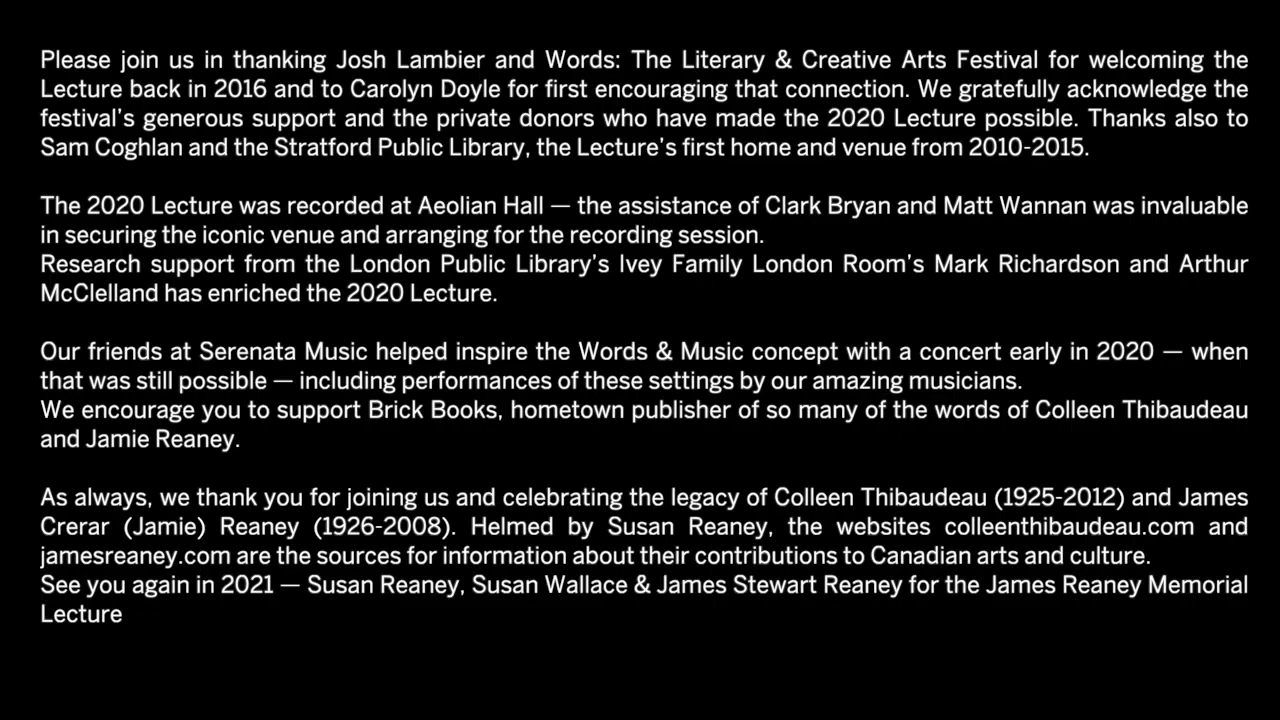 Please join us in thanking Josh Lambier and Words: The Literary & Creative Arts Festival for welcoming the
Lecture back in 2016 and to Carolyn Doyle for first encouraging that connection. We gratefully acknowledge the
festival's generous support and the private donors who have made the 2020 Lecture possible. Thanks also to
Sam Coghlan and the Stratford Public Library, the Lecture's first home and venue from 2010-2015.
The 2020 Lecture was recorded at Aeolian Hall — the assistance of Clark Bryan and Matt Wannan was invaluable
in securing the iconic venue and arranging for the recording session.
Research support from the London Public Library's Ivey Family London Room's Mark Richardson and Arthur
McClelland has enriched the 2020 Lecture.
Our friends at Serenata Music helped inspire the Words & Music concept with a concert early in 2020 — when
that was still possible — including performances of these settings by our amazing musicians.
We encourage you to support Brick Books, hometown publisher of so many of the words of Colleen Thibaudeau
and Jamie Reaney.
As always, we thank you for joining us and celebrating the legacy of Colleen Thibaudeau (1925-2012) and James
Crerar (Jamie) Reaney (1926-2008). Helmed by Susan Reaney, the websites colleenthibaudeau.com and
jamesreaney.com are the sources for information about their contributions to Canadian arts and culture.
See you again in 2021 — Susan Reaney, Susan Wallace & James Stewart Reaney for the James Reaney Memorial
Lecture